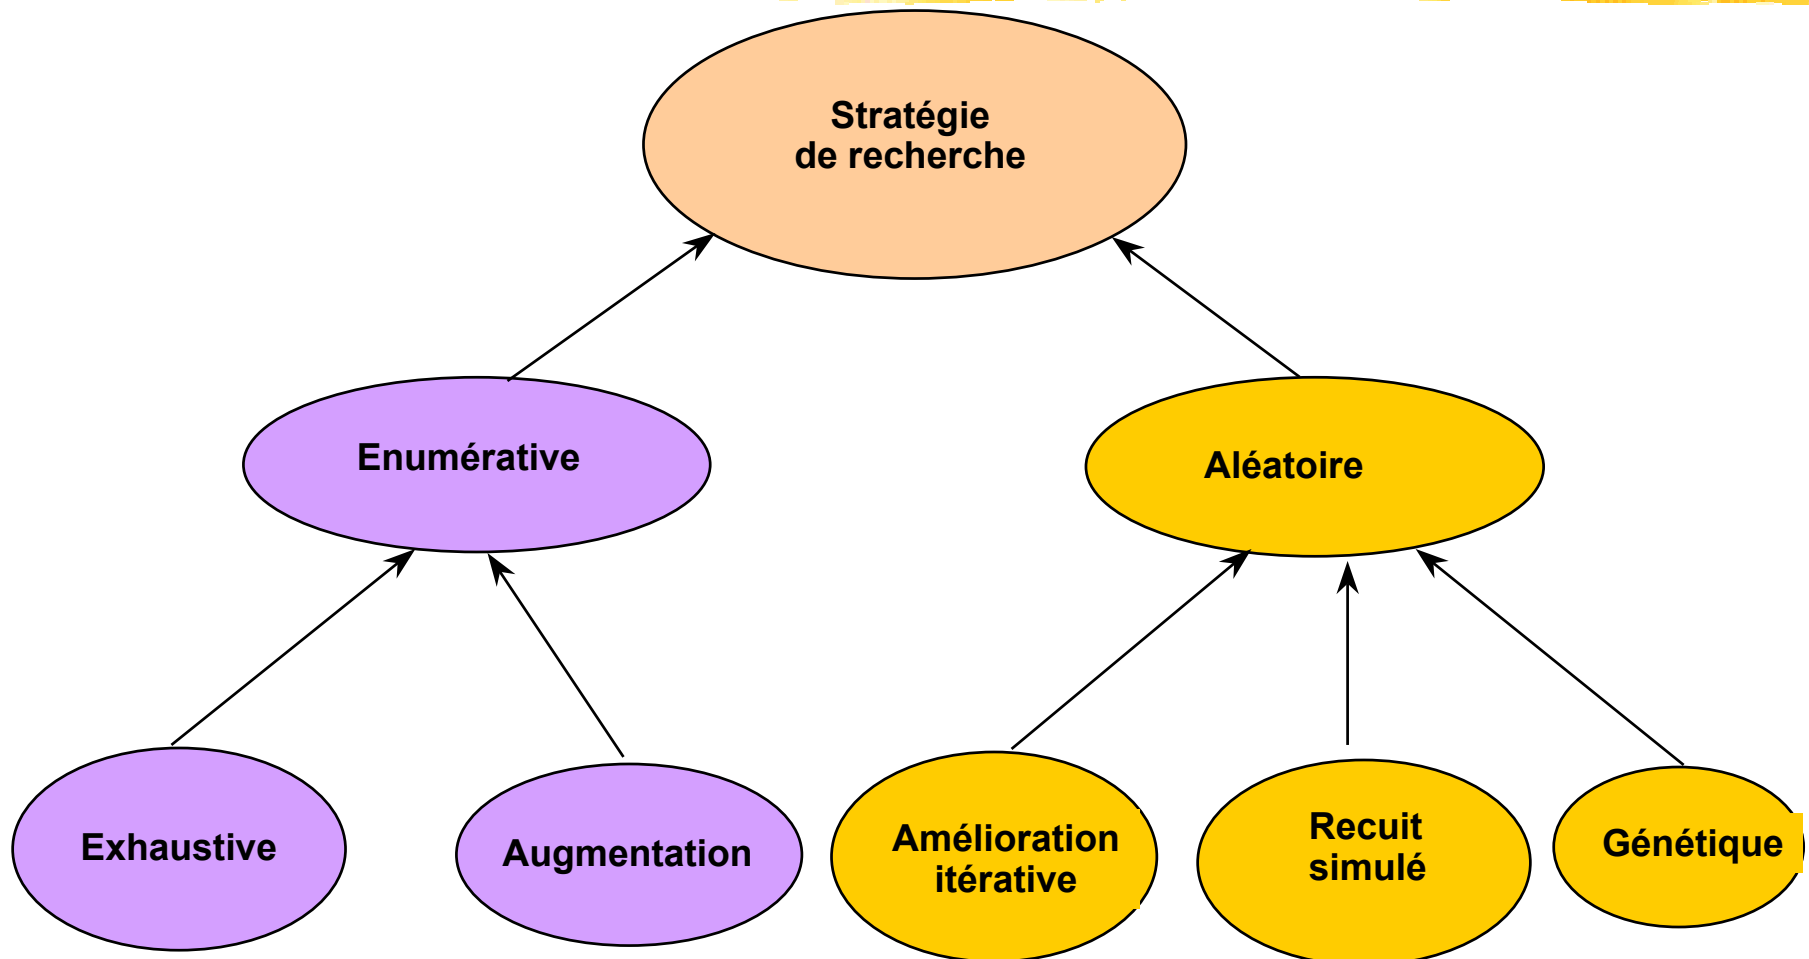 Stratégie
de recherche
Enumérative
Aléatoire
Exhaustive
Augmentation
Amélioration
itérative
Recuit
simulé
Génétique